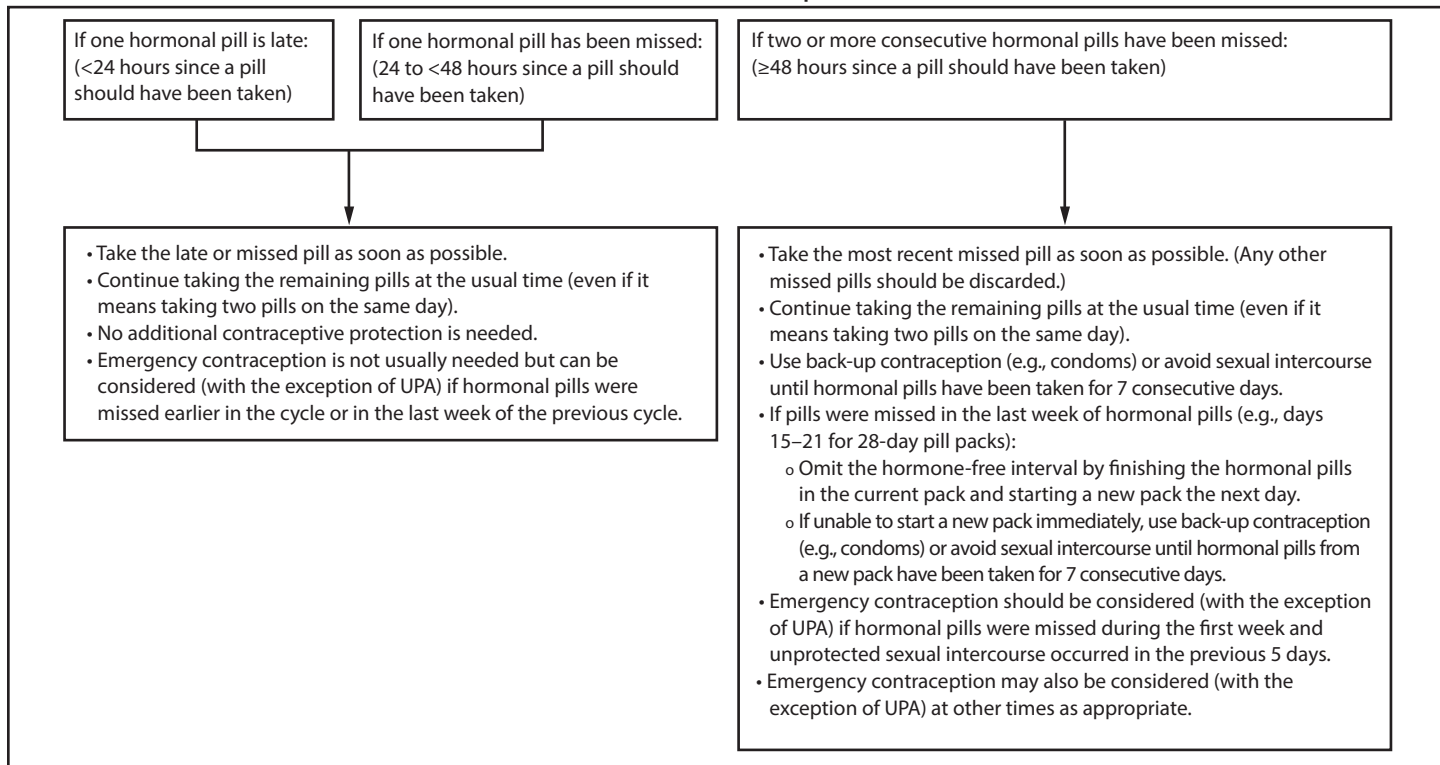 If one hormonal pill is late:
(<24 hours since a pill
should have been taken)
If one hormonal pill has been missed:
(24 to <48 hours since a pill should
have been taken)
If two or more consecutive hormonal pills have been missed:
(≥48 hours since a pill should have been taken)
• Take the late or missed pill as soon as possible.
• Continue taking the remaining pills at the usual time (even if it
means taking two pills on the same day).
• No additional contraceptive protection is needed.
• Emergency contraception is not usually needed but can be
considered (with the exception of UPA) if hormonal pills were
missed earlier in the cycle or in the last week of the previous cycle.
• Take the most recent missed pill as soon as possible. (Any other
missed pills should be discarded.)
• Continue taking the remaining pills at the usual time (even if it
means taking two pills on the same day).
• Use back-up contraception (e.g., condoms) or avoid sexual intercourse
until hormonal pills have been taken for 7 consecutive days.
• If pills were missed in the last week of hormonal pills (e.g., days
15–21 for 28-day pill packs):
o Omit the hormone-free interval by finishing the hormonal pills
in the current pack and starting a new pack the next day.
o If unable to start a new pack immediately, use back-up contraception
(e.g., condoms) or avoid sexual intercourse until hormonal pills from
a new pack have been taken for 7 consecutive days.
• Emergency contraception should be considered (with the exception
of UPA) if hormonal pills were missed during the first week and
unprotected sexual intercourse occurred in the previous 5 days.
• Emergency contraception may also be considered (with the
exception of UPA) at other times as appropriate.